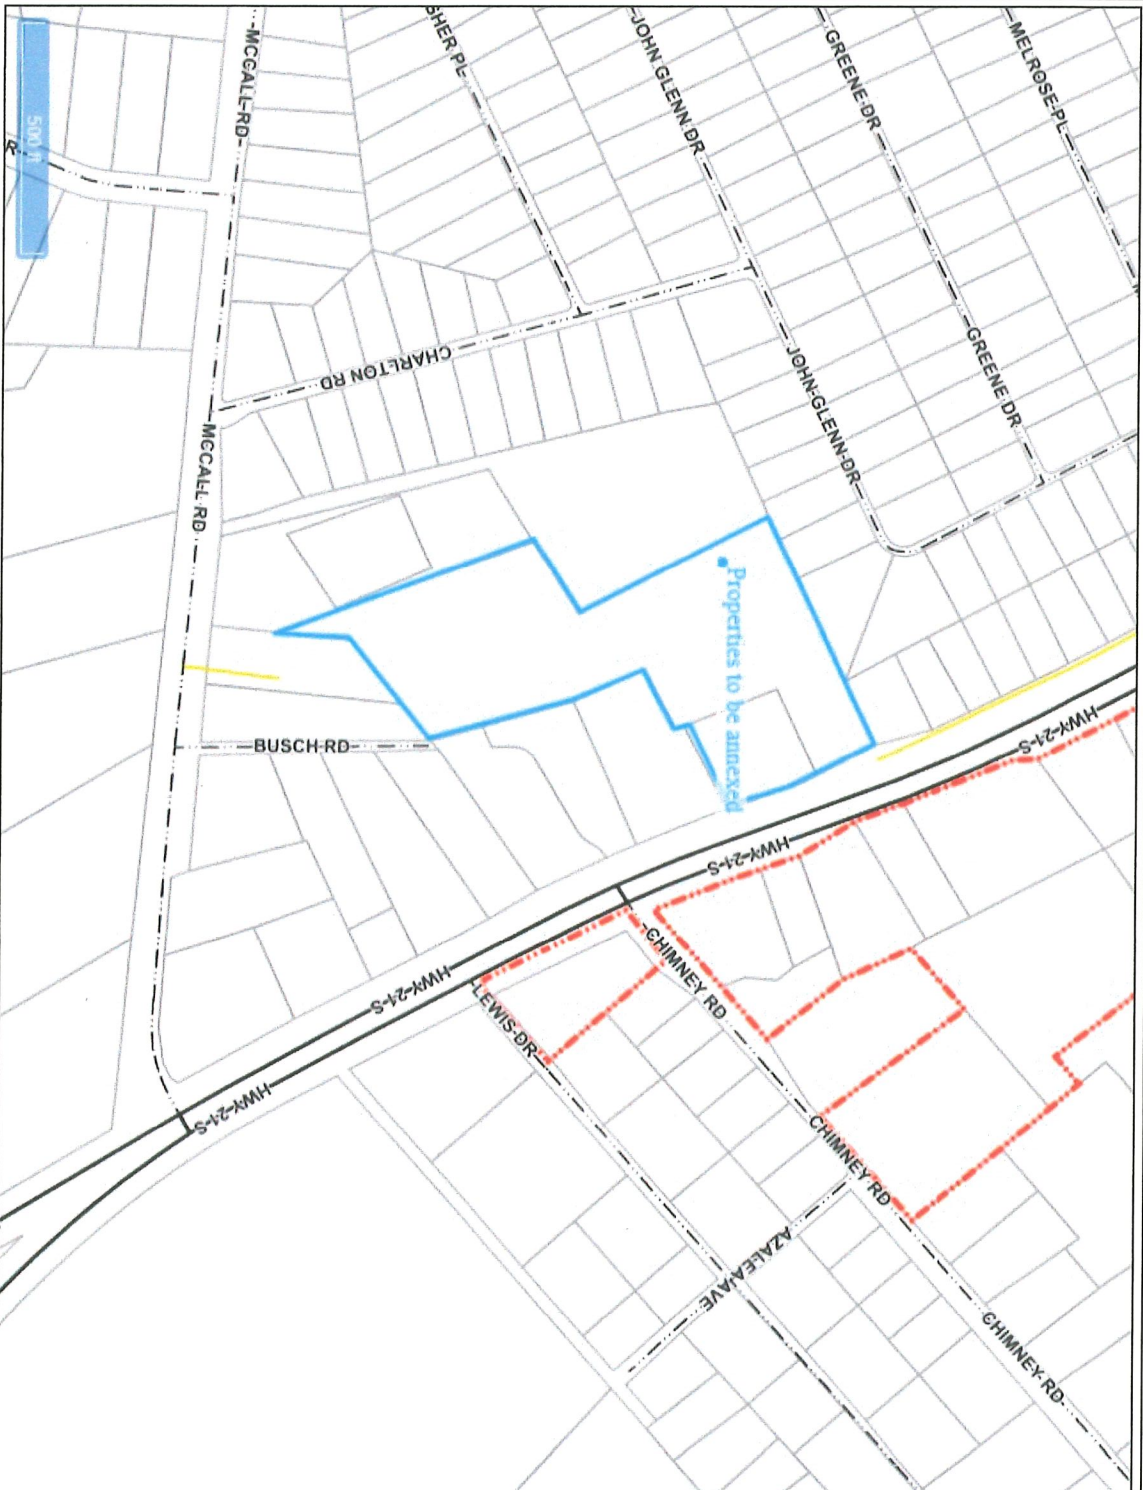 MCCALL-RD
SHER PL
JOHN GLENN DR
GREENE-DR
MELROSE-PL
500 ft
R
CHARLTON RD
JOHN-GLENN-DR
GREENE-DR
MCCALL RD
Properties to be annexed
BUSCH-RD
HWY-21-S
HWY-21-S
CHIMNEY RD
HWY-21-S
LEWIS-DR
HWY-21-S
CHIMNEY RD
AZALEA-AVE
CHIMNEY-RD